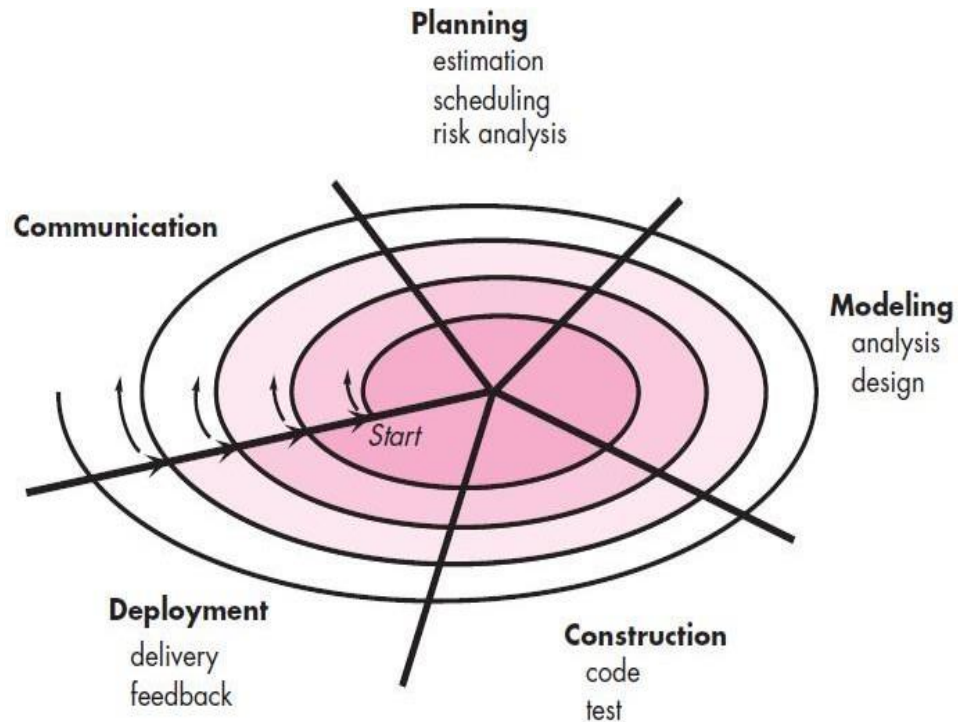 Planning
estimation
scheduling
risk analysis
Communication
Modeling
analysis
design
Start
Deployment
delivery
feedback
Construction
code
test